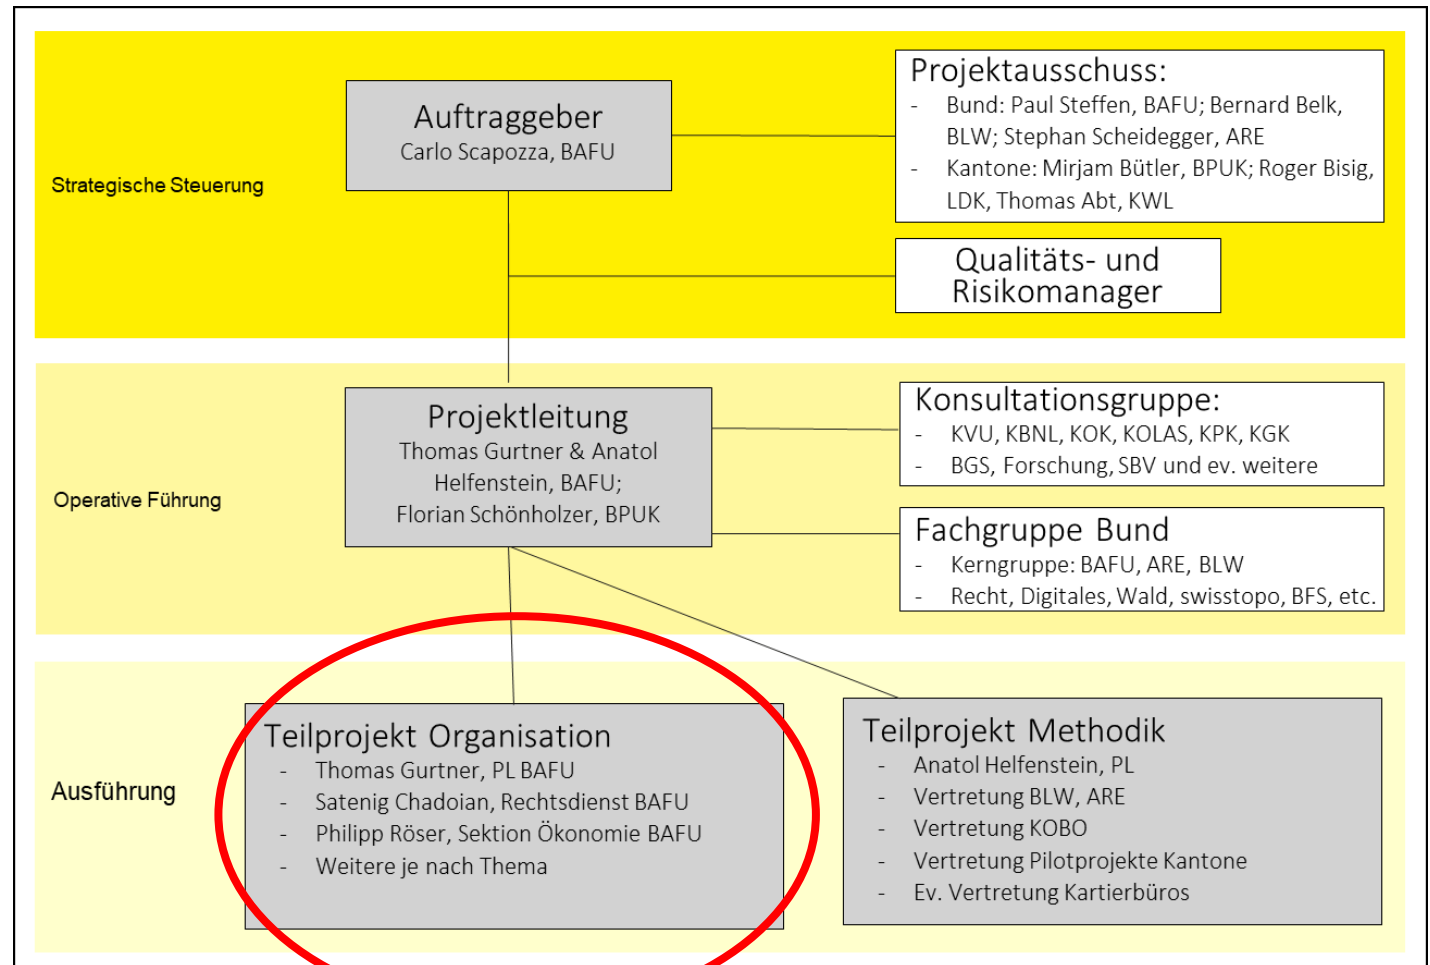 Strategische Steuerung
Auftraggeber
Carlo Scapozza, BAFU
Projektausschuss:
- Bund: Paul Steffen, BAFU; Bernard Belk,
BLW; Stephan Scheidegger, ARE
- Kantone: Mirjam Bütler, BPUK; Roger Bisig,
LDK, Thomas Abt, KWL
Qualitäts- und
Risikomanager
Operative Führung
Projektleitung
Thomas Gurtner & Anatol
Helfenstein, BAFU;
Florian Schönholzer, BPUK
Konsultationsgruppe:
- KVU, KBNL, KOK, KOLAS, KPK, KGK
- BGS, Forschung, SBV und ev. weitere
Fachgruppe Bund
- Kerngruppe: BAFU, ARE, BLW
- Recht, Digitales, Wald, swisstopo, BFS, etc.
Ausführung
Teilprojekt Organisation
- Thomas Gurtner, PL BAFU
- Satenig Chadoian, Rechtsdienst BAFU
- Philipp Röser, Sektion Ökonomie BAFU
- Weitere je nach Thema
Teilprojekt Methodik
- Anatol Helfenstein, PL
- Vertretung BLW, ARE
- Vertretung KOBO
- Vertretung Pilotprojekte Kantone
- Ev. Vertretung Kartierbüros